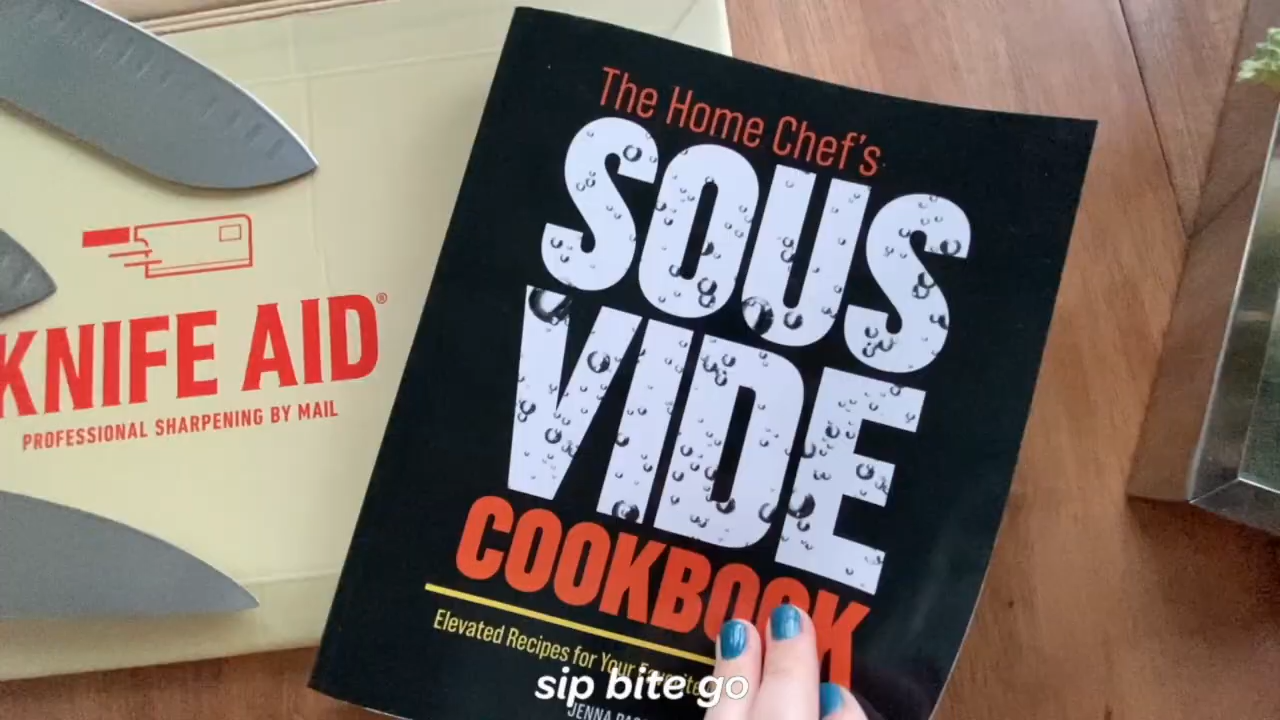 KNIFE AID®
PROFESSIONAL SHARPENING BY MAIL
The Home Chef's
SOUS
VIDE
COOKBOOK
Elevated Recipes for Your
sip bite go
JENNA